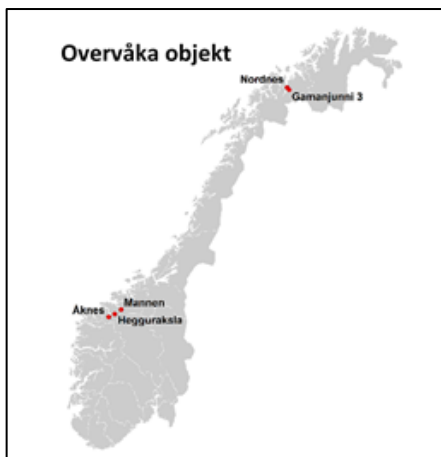 Overvåka objekt
Nordnes
Gamanjunni 3
Mannen
Åknes
Hegguraksla